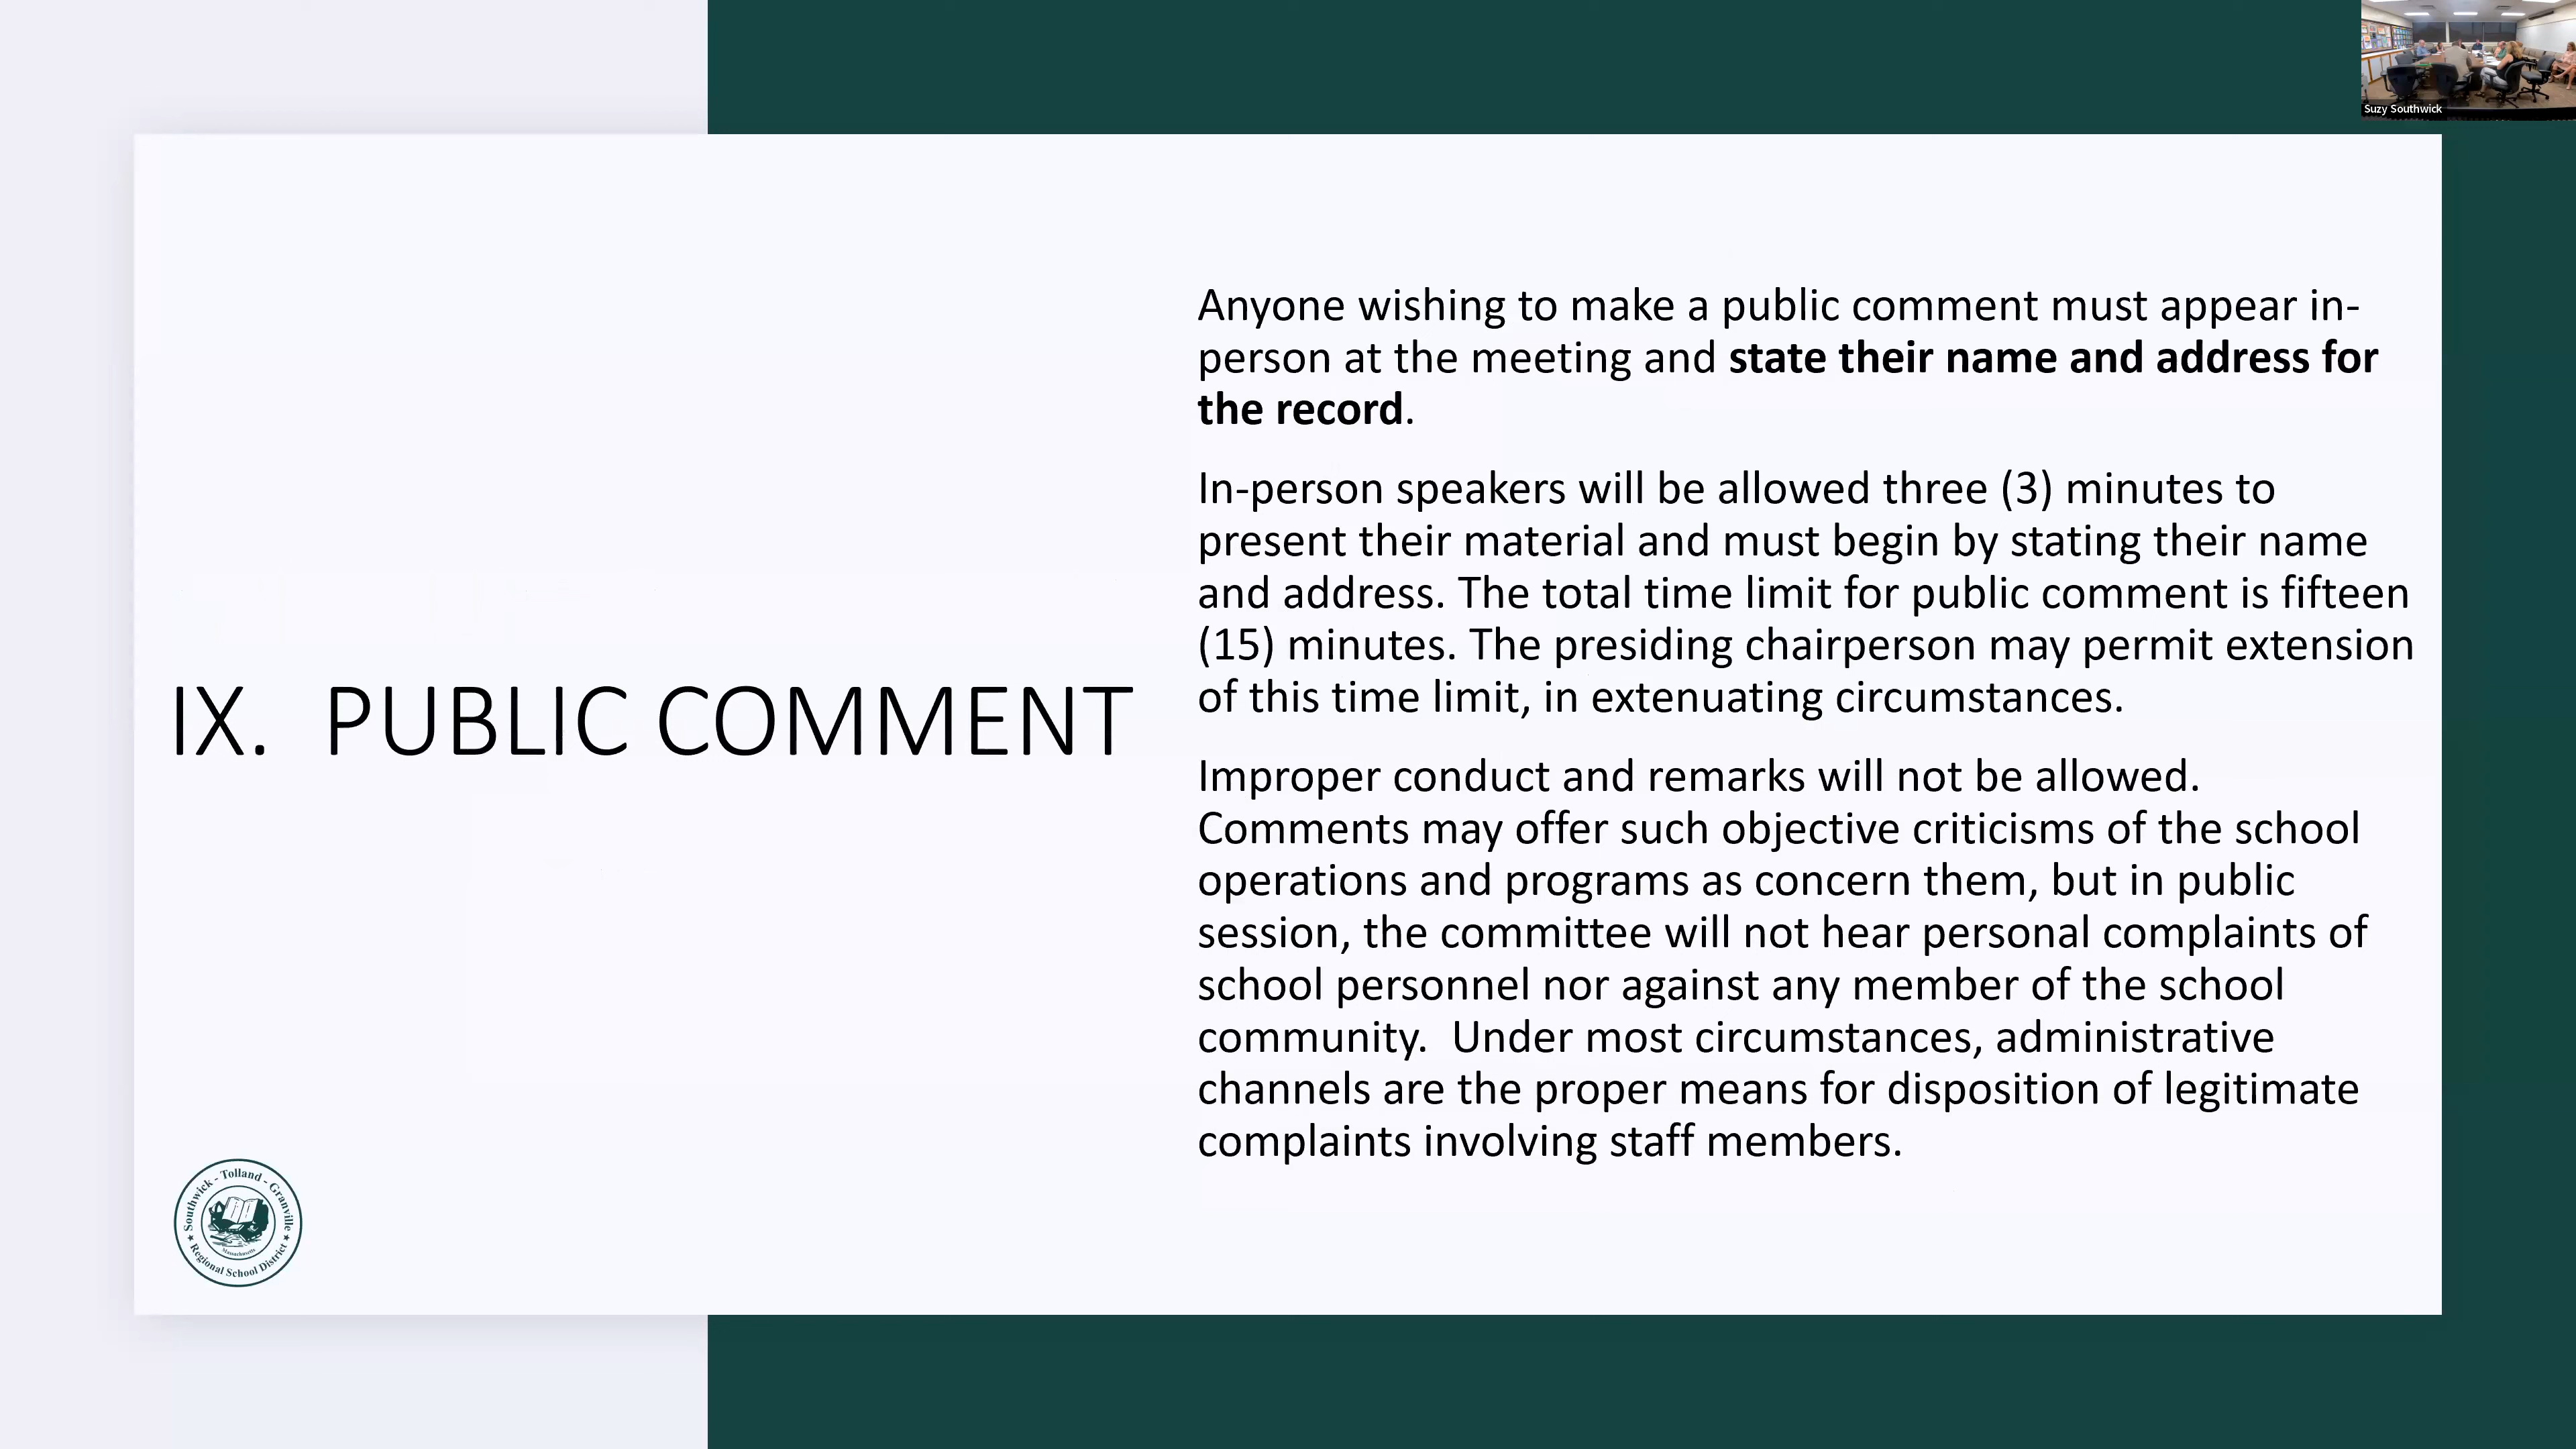 Suzy Southwick
IX. PUBLIC COMMENT
Anyone wishing to make a public comment must appear in-
person at the meeting and state their name and address for
the record.
In-person speakers will be allowed three (3) minutes to
present their material and must begin by stating their name
and address. The total time limit for public comment is fifteen
(15) minutes. The presiding chairperson may permit extension
of this time limit, in extenuating circumstances.
Improper conduct and remarks will not be allowed.
Comments may offer such objective criticisms of the school
operations and programs as concern them, but in public
session, the committee will not hear personal complaints of
school personnel nor against any member of the school
community. Under most circumstances, administrative
channels are the proper means for disposition of legitimate
complaints involving staff members.
Southwick - Tolland - Granville
Regional School District
Massachusetts